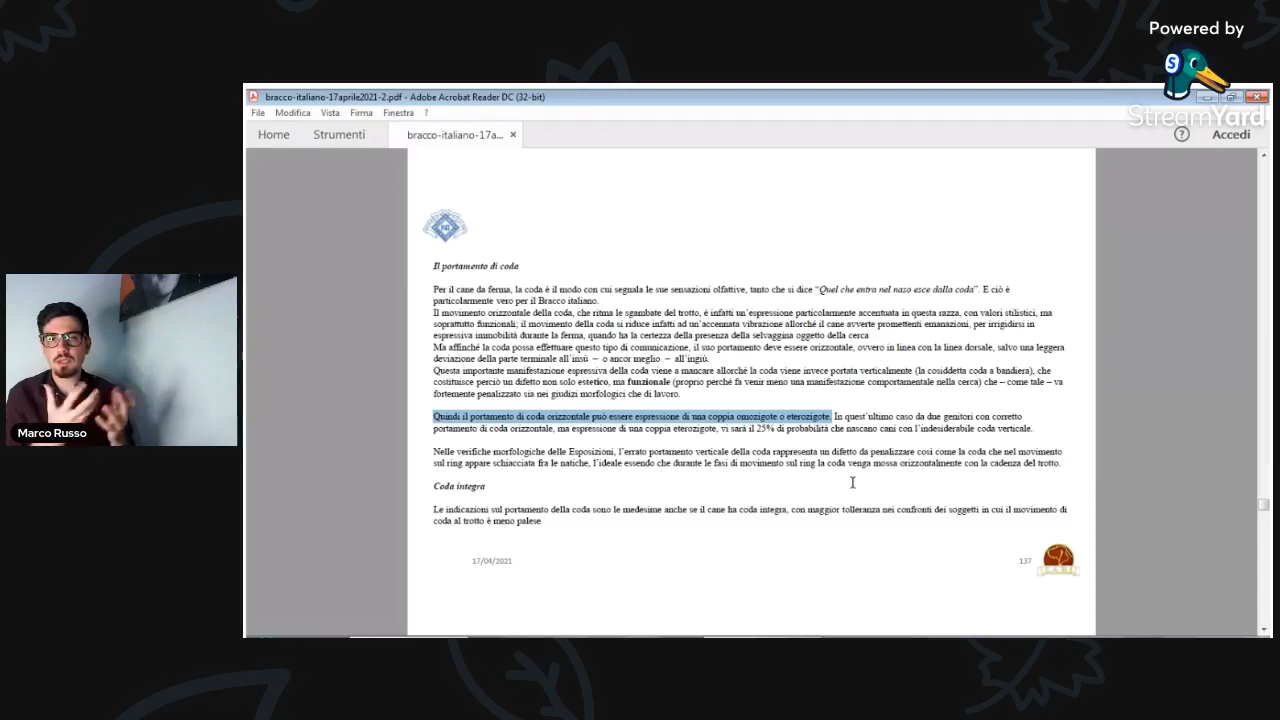 Powered by
S
StreamYard
bracco-italiano-17aprile2021-2.pdf - Adobe Acrobat Reader DC (32-bit)
File Modifica Vista Firma Finestra ?
Home Strumenti bracco-italiano-17a... × ? Accedi
Il portamento di coda
Per il cane da ferma, la coda è il modo con cui segnala le sue sensazioni olfattive, tanto che si dice “Quel che entra nel naso esce dalla coda”. E ciò è
particolarmente vero per il Bracco italiano.
Il movimento orizzontale della coda, che ritma le sgambate del trotto, è infatti un’espressione particolarmente accentuata in questa razza, con valori stilistici, ma
soprattutto funzionali; il movimento della coda si riduce infatti ad un’accennata vibrazione allorché il cane avverte promettenti emanazioni, per irrigidirsi in
espressiva immobilità durante la ferma, quando ha la certezza della presenza della selvaggina oggetto della cerca
Ma affinché la coda possa effettuare questo tipo di comunicazione, il suo portamento deve essere orizzontale, ovvero in linea con la linea dorsale, salvo una leggera
deviazione della parte terminale all’insù – o ancor meglio – all’ingiù.
Questa importante manifestazione espressiva della coda viene a mancare allorché la coda viene invece portata verticalmente (la cosiddetta coda a bandiera), che
costituisce perciò un difetto non solo estetico, ma funzionale (proprio perché fa venir meno una manifestazione comportamentale nella cerca) che – come tale – va
fortemente penalizzato sia nei giudizi morfologici che di lavoro.
Quindi il portamento di coda orizzontale può essere espressione di una coppia omozigote o eterozigote. In quest’ultimo caso da due genitori con corretto
portamento di coda orizzontale, ma espressione di una coppia eterozigote, vi sarà il 25% di probabilità che nascano cani con l’indesiderabile coda verticale.
Nelle verifiche morfologiche delle Esposizioni, l’errato portamento verticale della coda rappresenta un difetto da penalizzare così come la coda che nel movimento
sul ring appare schiacciata fra le natiche, l’ideale essendo che durante le fasi di movimento sul ring la coda venga mossa orizzontalmente con la cadenza del trotto.
Coda integra
Le indicazioni sul portamento della coda sono le medesime anche se il cane ha coda integra, con maggior tolleranza nei confronti dei soggetti in cui il movimento di
coda al trotto è meno palese
17/04/2021 137
Marco Russo